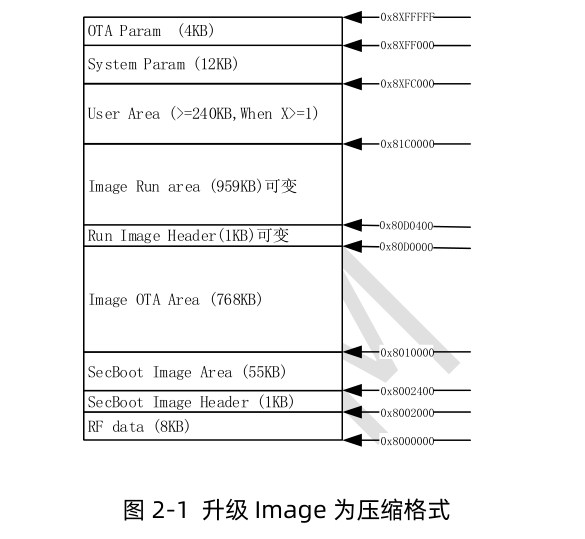 OTA Param (4KB)
0x8XFFFFF
0x8XFF000
System Param (12KB)
0x8XFC000
User Area (>=240KB,When X>=1)
0x81C0000
Image Run area (959KB)可变
0x80D0400
Run Image Header(1KB)可变
0x80D0000
Image OTA Area (768KB)
0x8010000
SecBoot Image Area (55KB)
0x8002400
SecBoot Image Header (1KB)
0x8002000
RF data (8KB)
0x8000000
图 2-1 升级 Image 为压缩格式